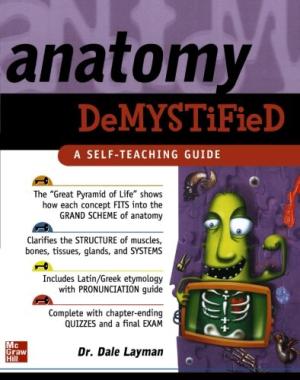 anatomy
DeMYSTiFieD
A SELF-TEACHING GUIDE
The "Great Pyramid of Life" shows
how each concept FITS into the
GRAND SCHEME of anatomy
Clarifies the STRUCTURE of muscles,
bones, tissues, glands, and SYSTEMS
Includes Latin/Greek etymology
with PRONUNCIATION guide
Complete with chapter-ending
QUIZZES and a final EXAM
Mc
Graw
Hill
Dr. Dale Layman